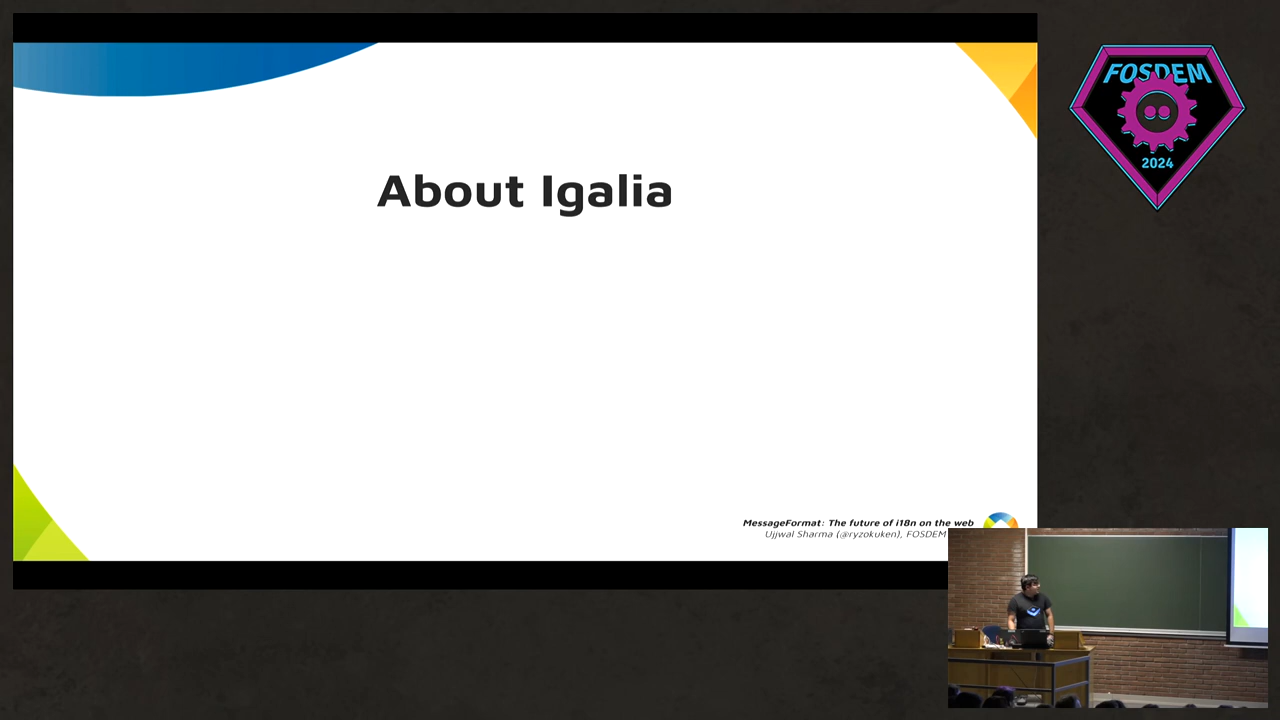 About Igalia
MessageFormat: The future of i18n on the web
Ujjwal Sharma (@ryzokuken), FOSDEM
FOSDEM
2024